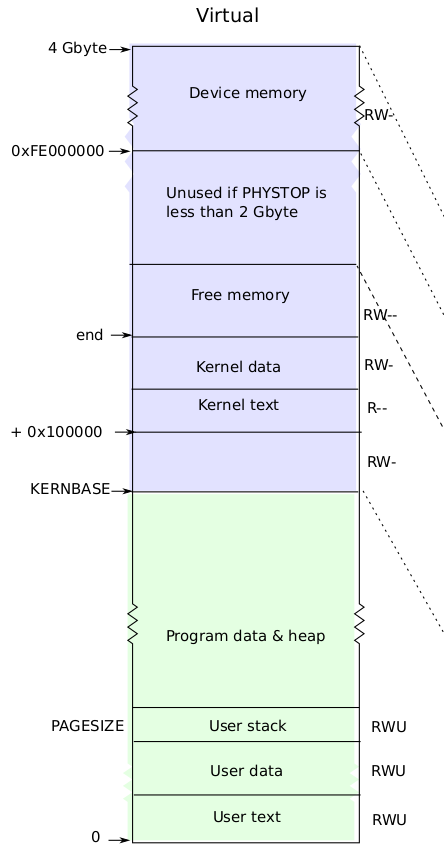 Virtual
4 Gbyte
Device memory
RW-
0xFE000000
Unused if PHYSTOP is
less than 2 Gbyte
Free memory
RW--
end
Kernel data
RW-
Kernel text
R--
+ 0x100000
RW-
KERNBASE
Program data & heap
PAGESIZE
User stack
RWU
User data
RWU
User text
RWU
0